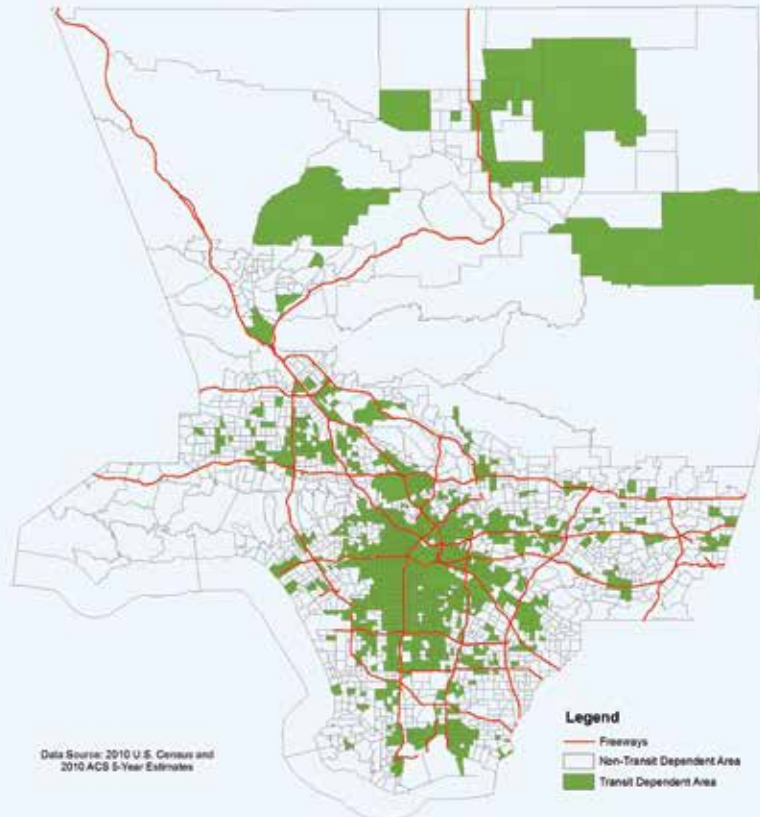 Legend
Freeways
Non-Transit Dependent Area
Transit Dependent Area
Data Source: 2010 U.S. Census and
2010 ACS 5-Year Estimates